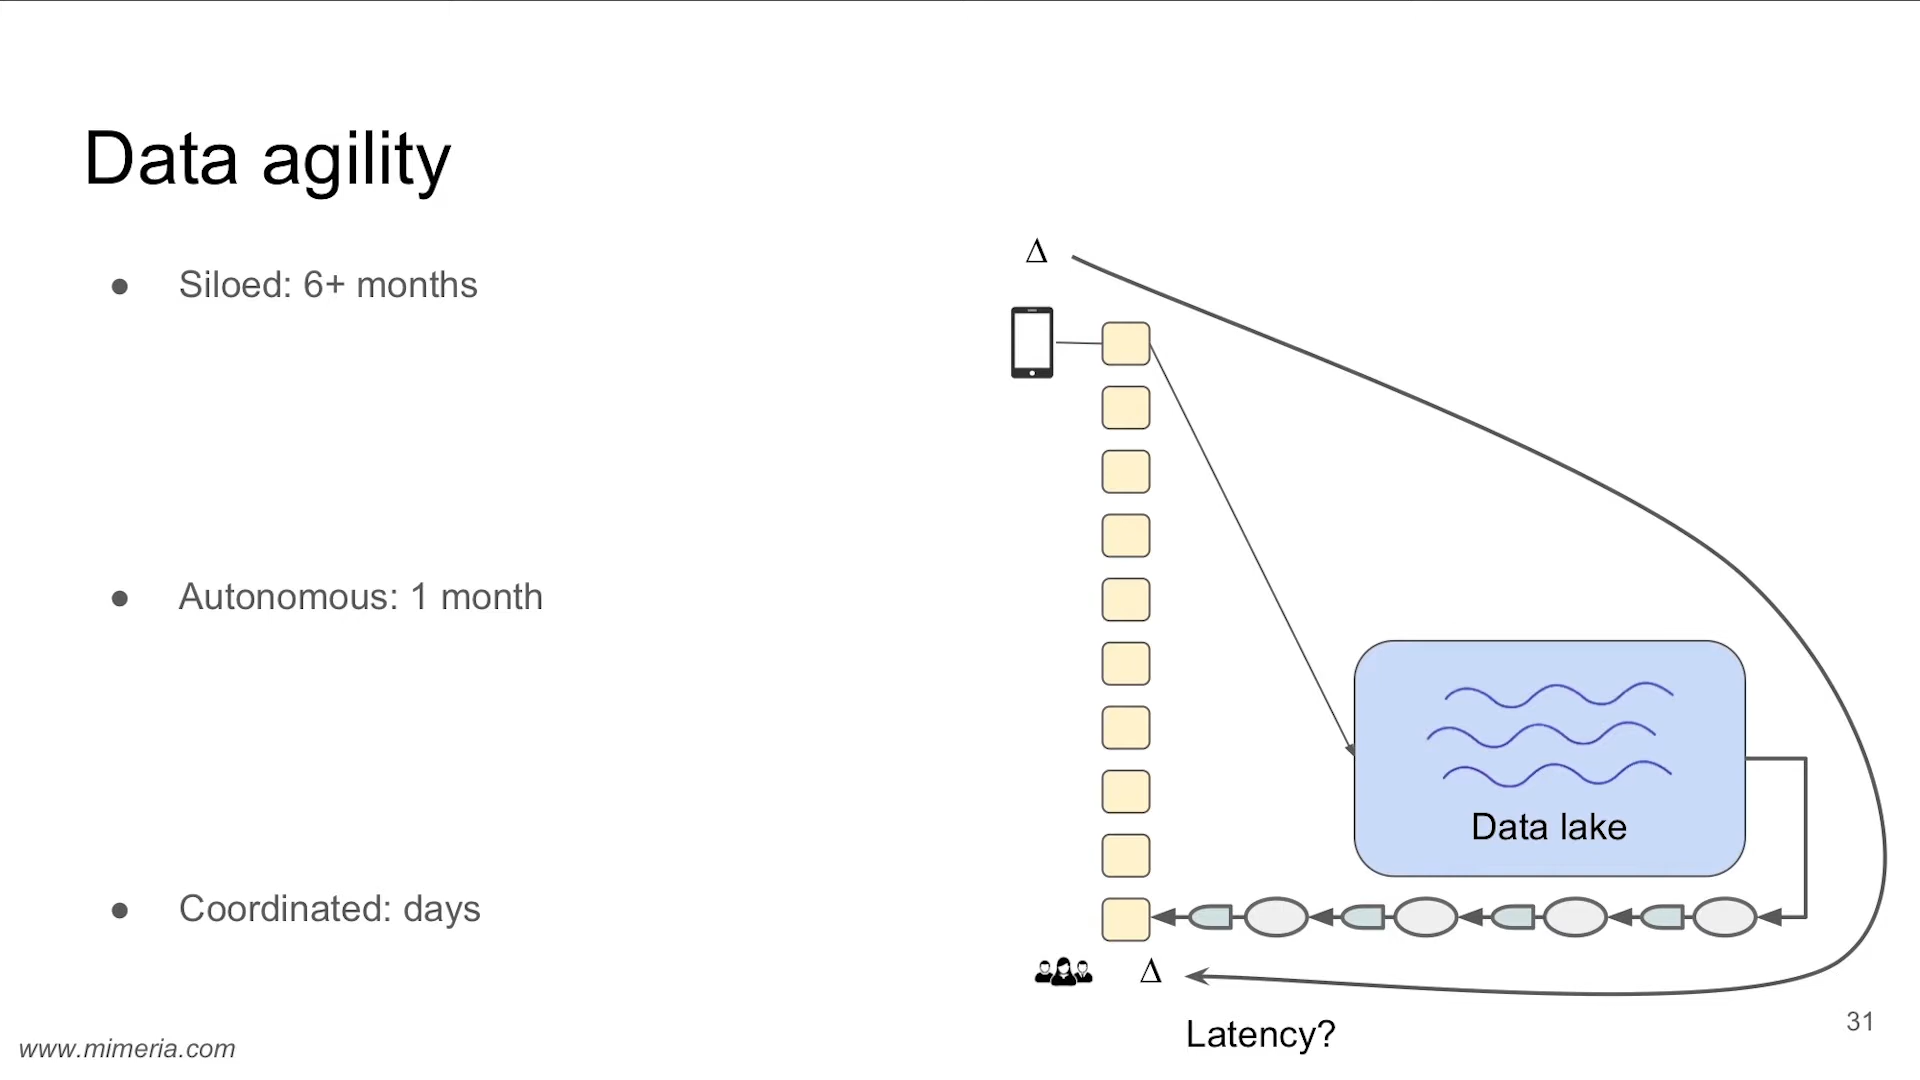 Data agility
● Siloed: 6+ months
● Autonomous: 1 month
● Coordinated: days
Δ
Data lake
Δ
Latency?
31
www.mimeria.com